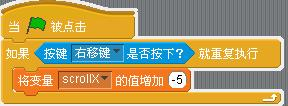 当 被点击
如果 按键 右移键 是否按下? 就重复执行
将变量 scrollX 的值增加 -5